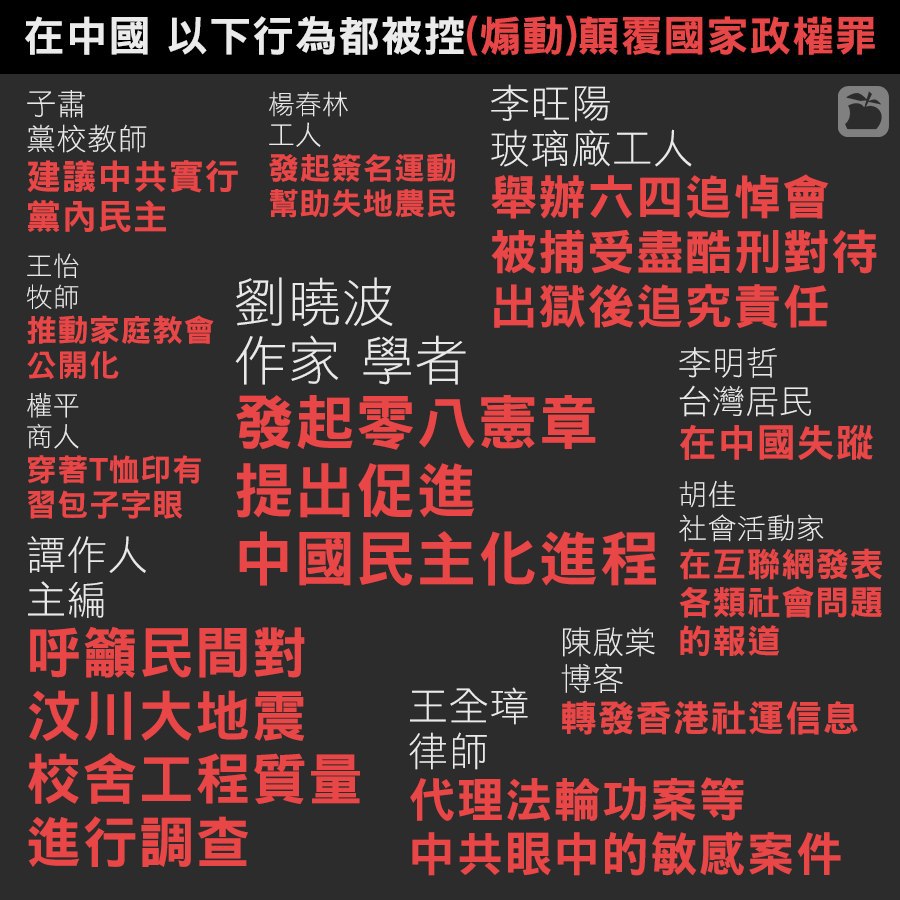 在中國 以下行為都被控(煽動)顛覆國家政權罪
子肅
黨校教師
建議中共實行
黨內民主
楊春林
工人
發起簽名運動
幫助失地農民
李旺陽
玻璃廠工人
舉辦六四追悼會
被捕受盡酷刑對待
出獄後追究責任
王怡
牧師
推動家庭教會
公開化
劉曉波
作家 學者
發起零八憲章
提出促進
中國民主化進程
李明哲
台灣居民
在中國失蹤
權平
商人
穿著T恤印有
習包子字眼
胡佳
社會活動家
在互聯網發表
各類社會問題
的報道
譚作人
主編
呼籲民間對
汶川大地震
校舍工程質量
進行調查
陳啟棠
博客
轉發香港社運信息
王全璋
律師
代理法輪功案等
中共眼中的敏感案件